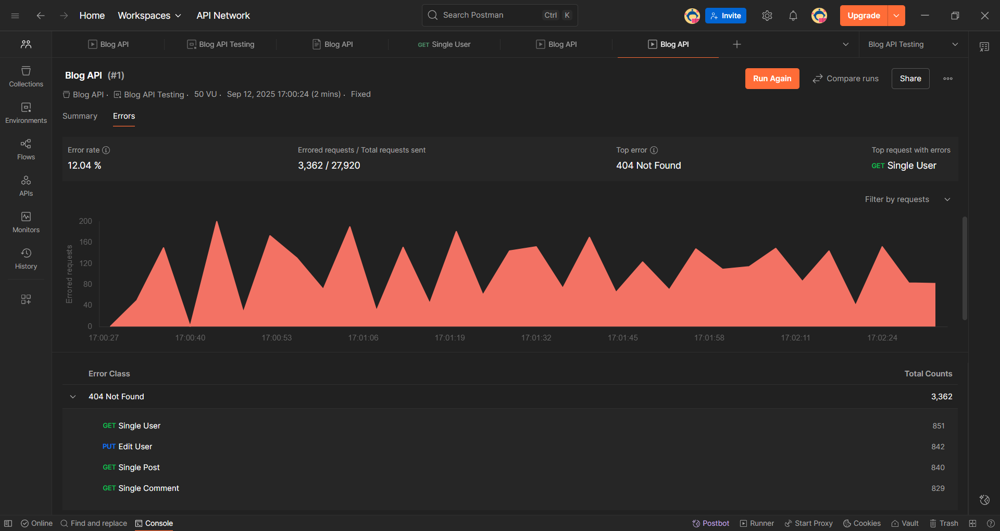 Home Workspaces API Network Search Postman Ctrl K Invite Upgrade
Blog API Blog API Testing Blog API GET Single User Blog API Blog API Blog API Testing
Collections
Environments
Flows
APIs
Monitors
History
Blog API (#1)
Run Again Compare runs Share
Blog API · Blog API Testing · 50 VU · Sep 12, 2025 17:00:24 (2 mins) · Fixed
Summary Errors
Error rate Errored requests / Total requests sent Top error Top request with errors
12.04 % 3,362 / 27,920 404 Not Found GET Single User
Filter by requests
Errored requests
200
160
120
80
40
0
17:00:27 17:00:40 17:00:53 17:01:06 17:01:19 17:01:32 17:01:45 17:01:58 17:02:11 17:02:24
Error Class Total Counts
404 Not Found 3,362
GET Single User 851
PUT Edit User 842
GET Single Post 840
GET Single Comment 829
Online Find and replace Console Postbot Runner Start Proxy Cookies Vault Trash